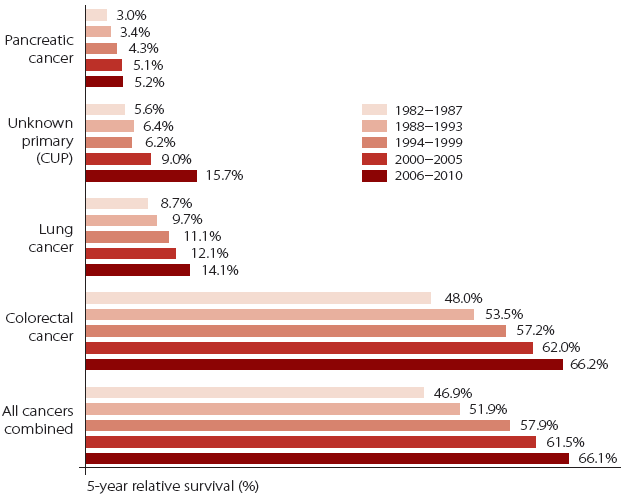 3.0%
3.4%
Pancreatic
cancer
4.3%
5.1%
5.2%
5.6%
Unknown
primary
(CUP)
6.4%
6.2%
9.0%
15.7%
1982–1987
1988–1993
1994–1999
2000–2005
2006–2010
8.7%
Lung
cancer
9.7%
11.1%
12.1%
14.1%
48.0%
Colorectal
cancer
53.5%
57.2%
62.0%
66.2%
46.9%
All cancers
combined
51.9%
57.9%
61.5%
66.1%
5-year relative survival (%)